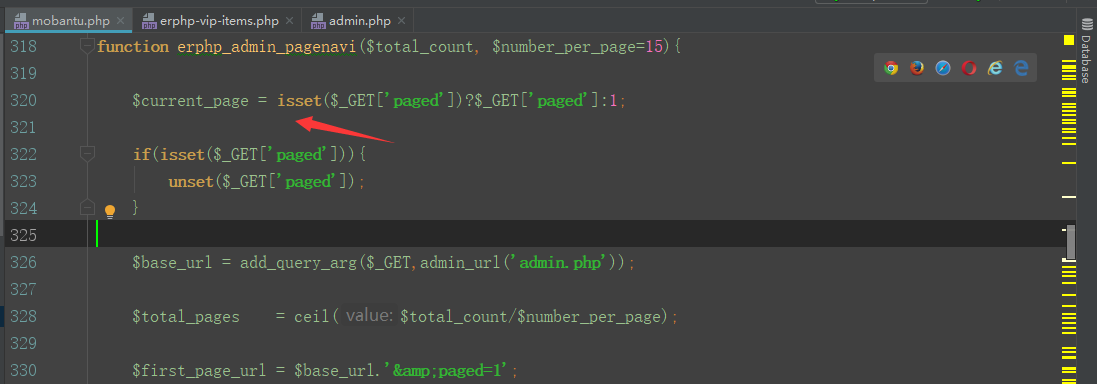 mobantu.php erphp-vip-items.php admin.php
318 function erphp_admin_pagenavi($total_count, $number_per_page=15){
319
320 $current_page = isset($_GET['paged'])?$_GET['paged']:1;
321
322 if(isset($_GET['paged'])){
323 unset($_GET['paged']);
324 }
325
326 $base_url = add_query_arg($_GET,admin_url('admin.php'));
327
328 $total_pages = ceil( value: $total_count/$number_per_page);
329
330 $first_page_url = $base_url.'&amp;paged=1';
Database